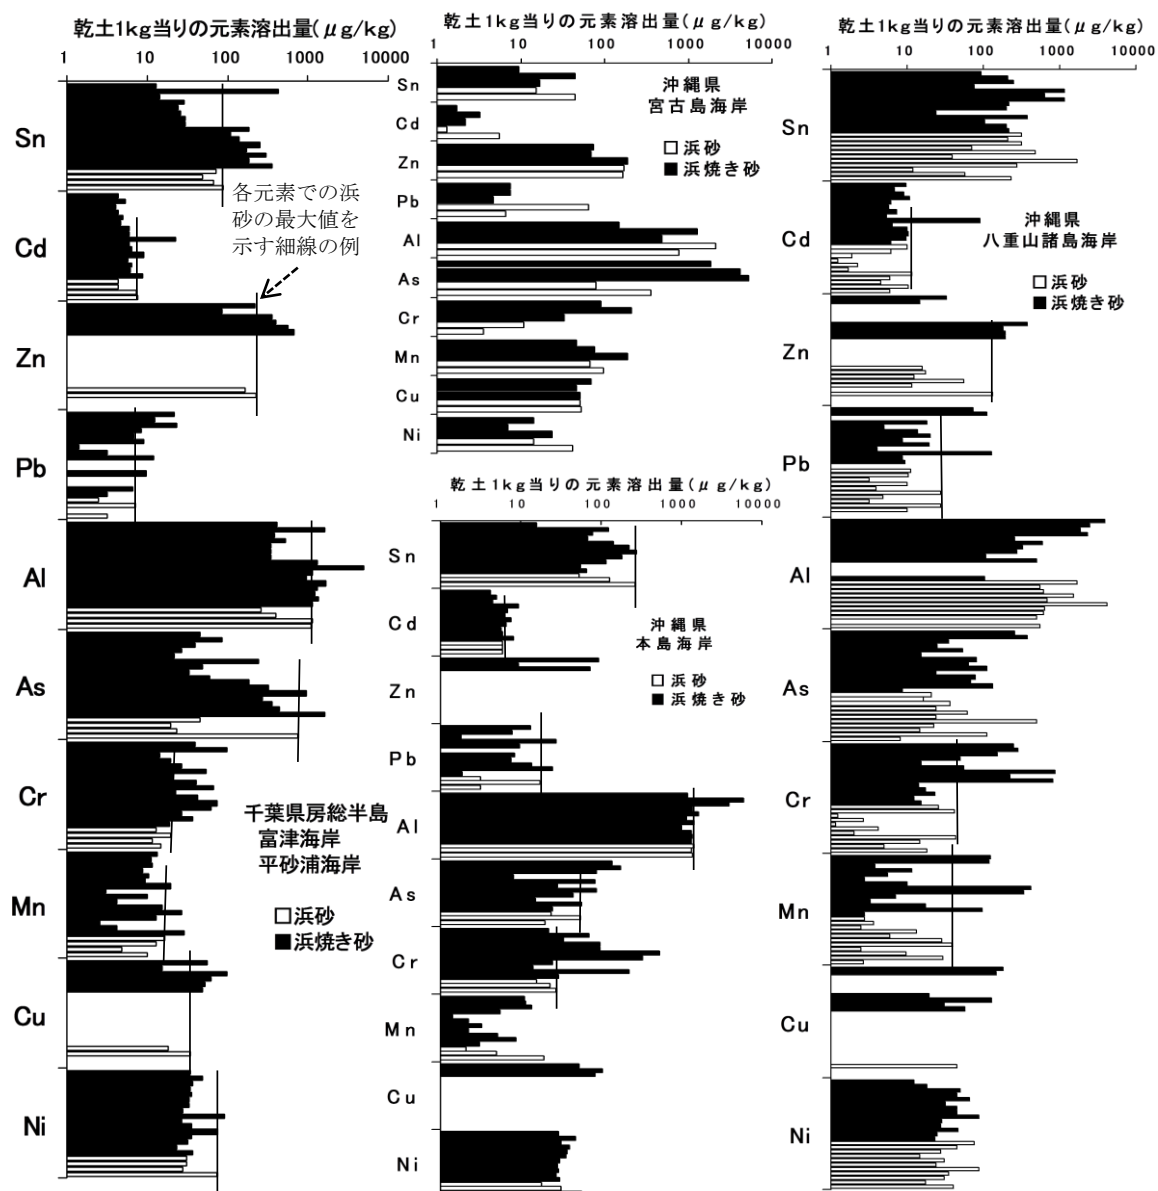 乾土1kg当りの元素溶出量(μg/kg)
1 10 100 1000 10000
Sn
Cd
Zn
Pb
Al
As
Cr
Mn
Cu
Ni
各元素での浜
砂の最大値を
示す細線の例
千葉県房総半島
富津海岸
平砂浦海岸
□浜砂
■浜焼き砂
乾土1kg当りの元素溶出量(μg/kg)
1 10 100 1000 10000
Sn
Cd
Zn
Pb
Al
As
Cr
Mn
Cu
Ni
沖縄県
宮古島海岸
□浜砂
■浜焼き砂
乾土1kg当りの元素溶出量(μg/kg)
1 10 100 1000 10000
Sn
Cd
Zn
Pb
Al
As
Cr
Mn
Cu
Ni
沖縄県
本島海岸
□浜砂
■浜焼き砂
乾土1kg当りの元素溶出量(μg/kg)
1 10 100 1000 10000
Sn
Cd
Zn
Pb
Al
As
Cr
Mn
Cu
Ni
沖縄県
八重山諸島海岸
□浜砂
■浜焼き砂